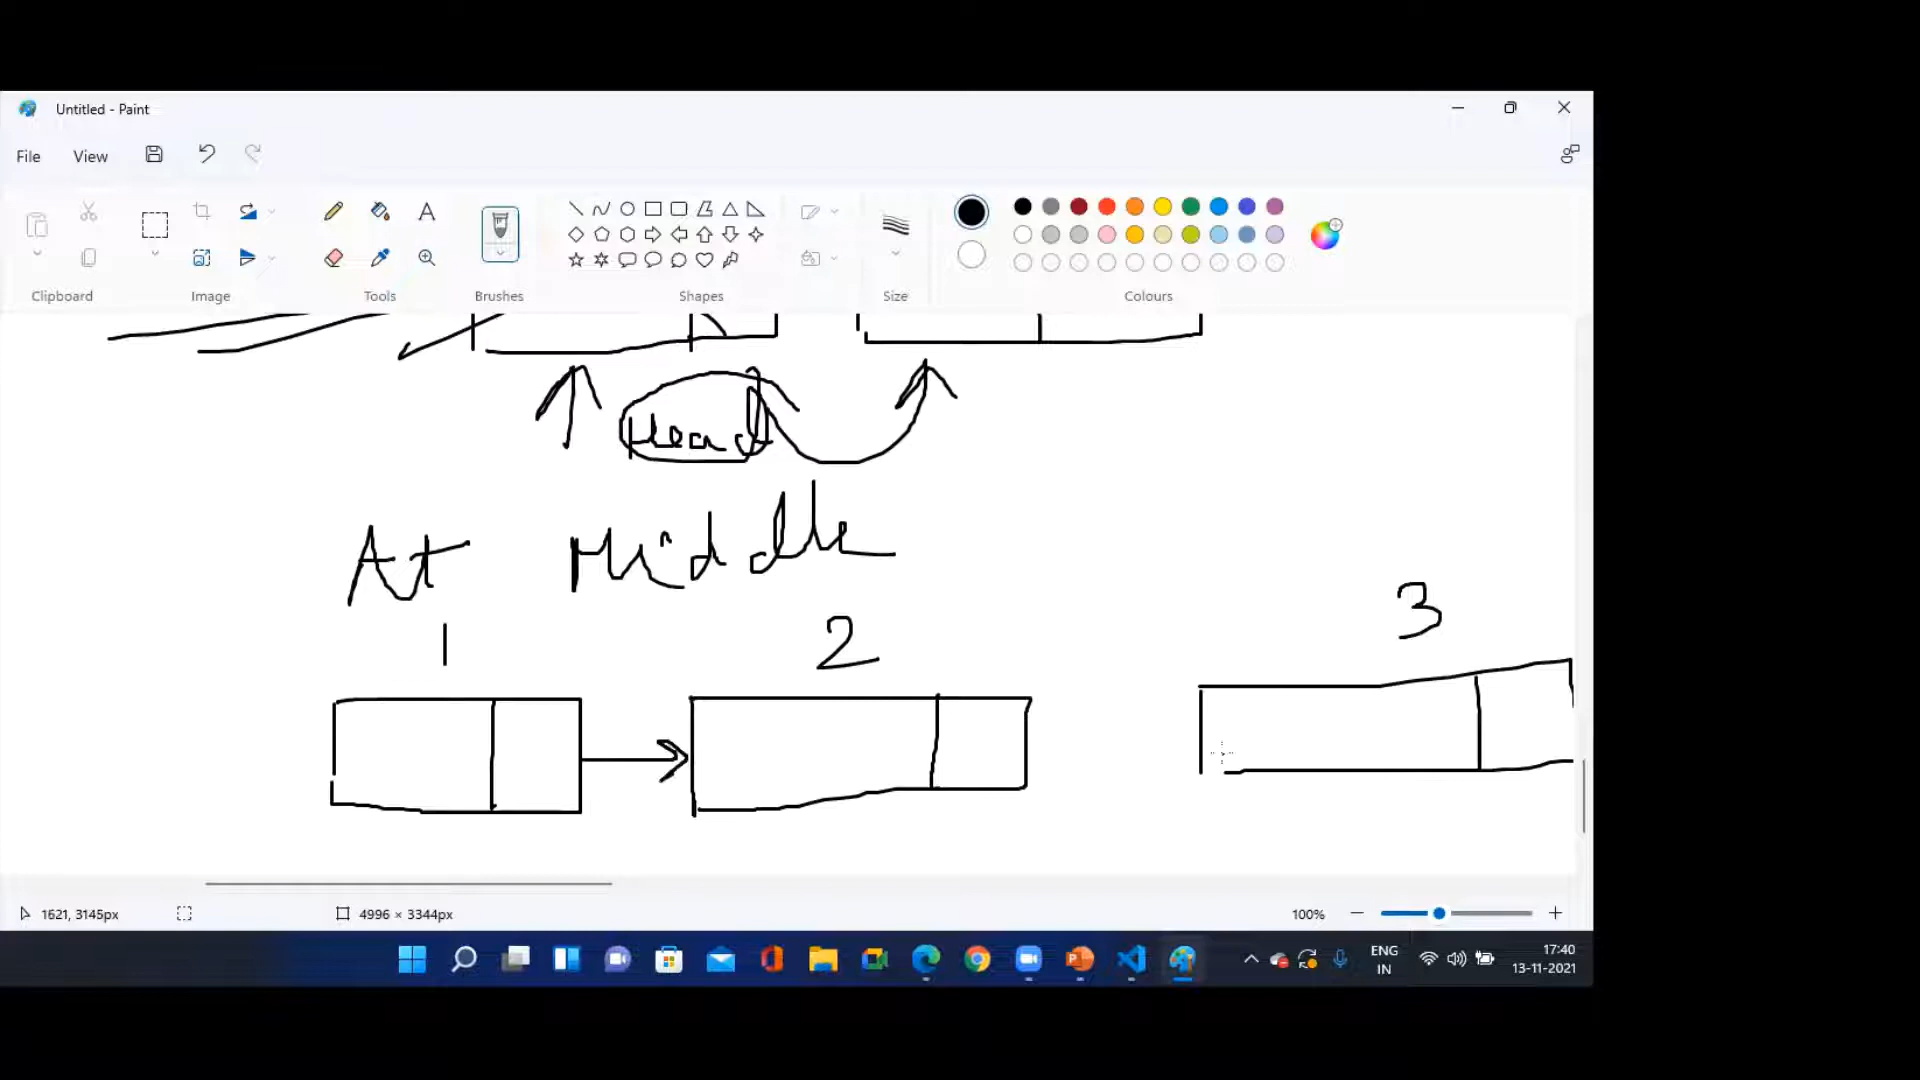 Untitled - Paint
File View
Clipboard Image Tools Brushes Shapes Size Colours
Head
At Middle
1 2 3
1621, 3145px 4996 × 3344px 100%
ENG 17:40
IN 13-11-2021